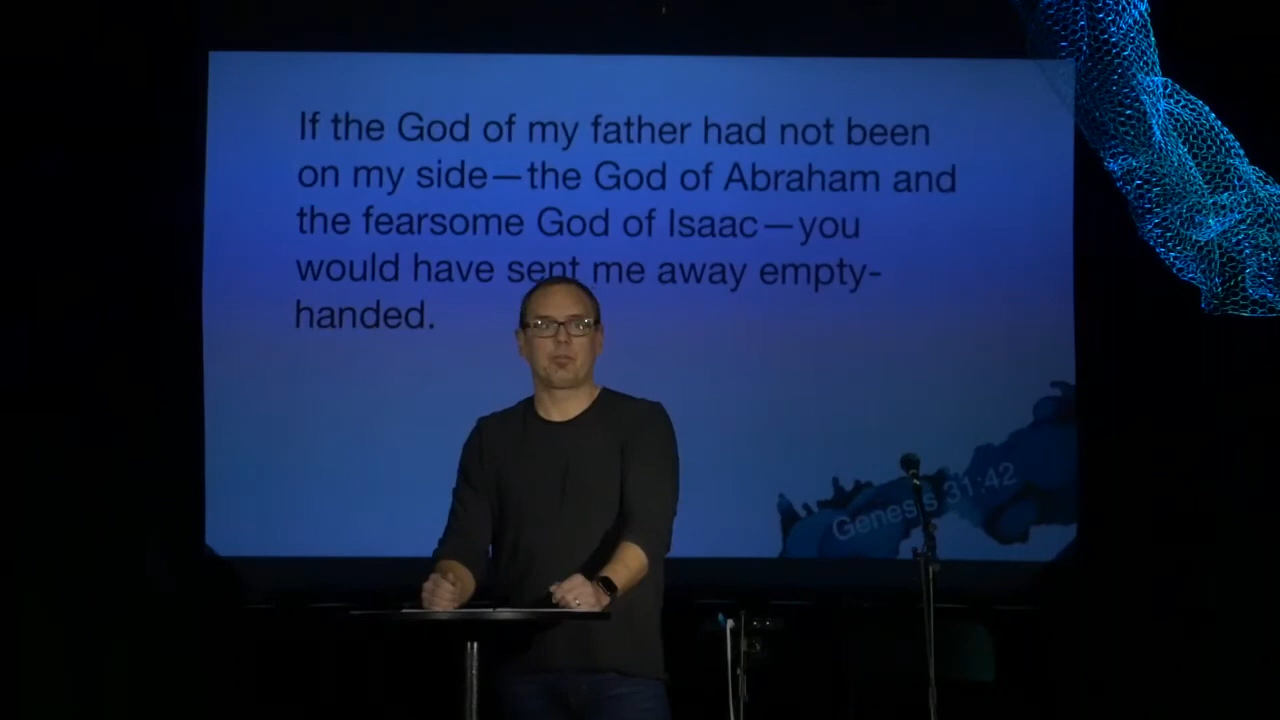 If the God of my father had not been
on my side—the God of Abraham and
the fearsome God of Isaac—you
would have sent me away empty-
handed.
Genesis 31:42